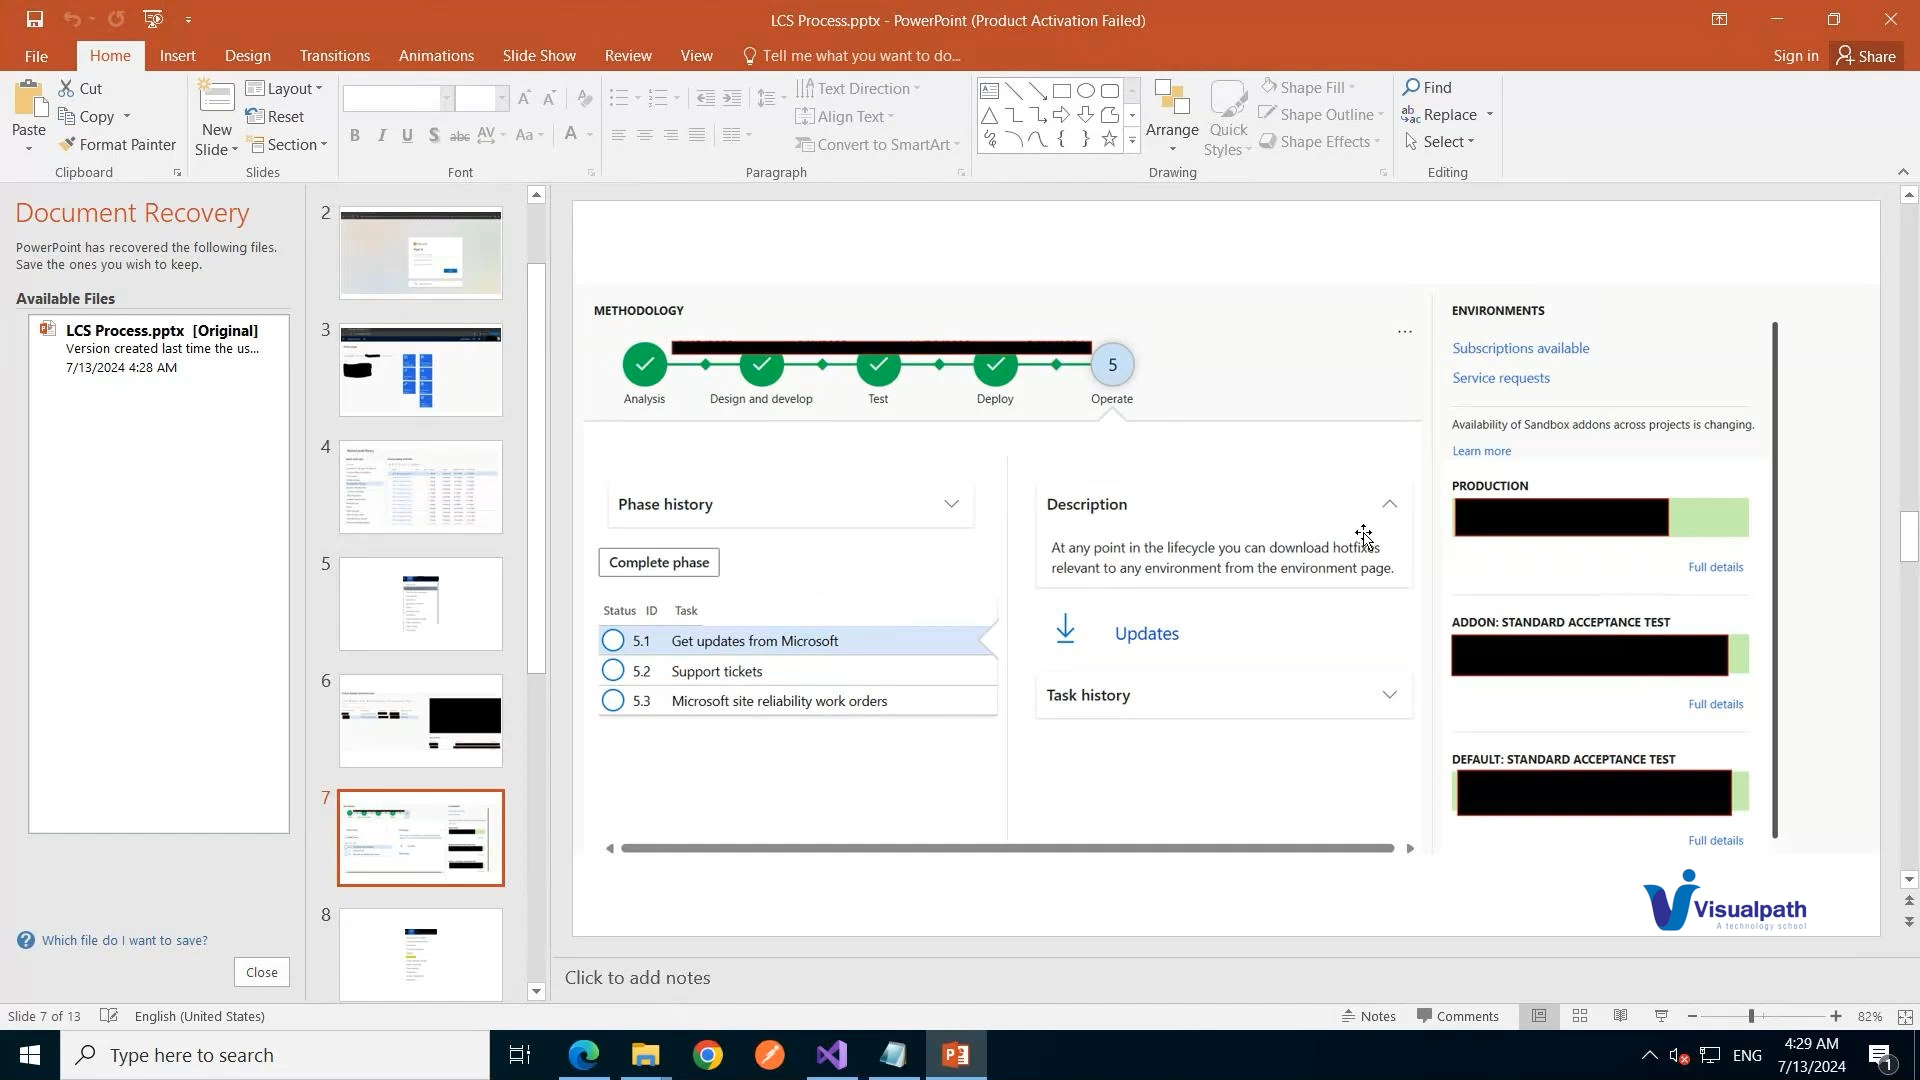 LCS Process.pptx - PowerPoint (Product Activation Failed)
File Home Insert Design Transitions Animations Slide Show Review View Tell me what you want to do... Sign in Share
Paste
Cut
Copy
Format Painter
Clipboard
New Slide
Layout
Reset
Section
Slides
B I U S abc AV Aa A
Font
Text Direction
Align Text
Convert to SmartArt
Paragraph
Arrange
Quick Styles
Shape Fill
Shape Outline
Shape Effects
Drawing
Find
Replace
Select
Editing
Document Recovery
PowerPoint has recovered the following files.
Save the ones you wish to keep.
Available Files
LCS Process.pptx [Original]
Version created last time the us...
7/13/2024 4:28 AM
Which file do I want to save?
Close
2
3
4
5
6
7
8
METHODOLOGY
5
Analysis Design and develop Test Deploy Operate
Phase history
Complete phase
Status ID Task
5.1 Get updates from Microsoft
5.2 Support tickets
5.3 Microsoft site reliability work orders
Description
At any point in the lifecycle you can download hotfixes
relevant to any environment from the environment page.
Updates
Task history
ENVIRONMENTS
Subscriptions available
Service requests
Availability of Sandbox addons across projects is changing.
Learn more
PRODUCTION
Full details
ADDON: STANDARD ACCEPTANCE TEST
Full details
DEFAULT: STANDARD ACCEPTANCE TEST
Full details
Visualpath
A technology school
Click to add notes
Slide 7 of 13 English (United States) Notes Comments 82%
Type here to search
ENG
4:29 AM
7/13/2024
1